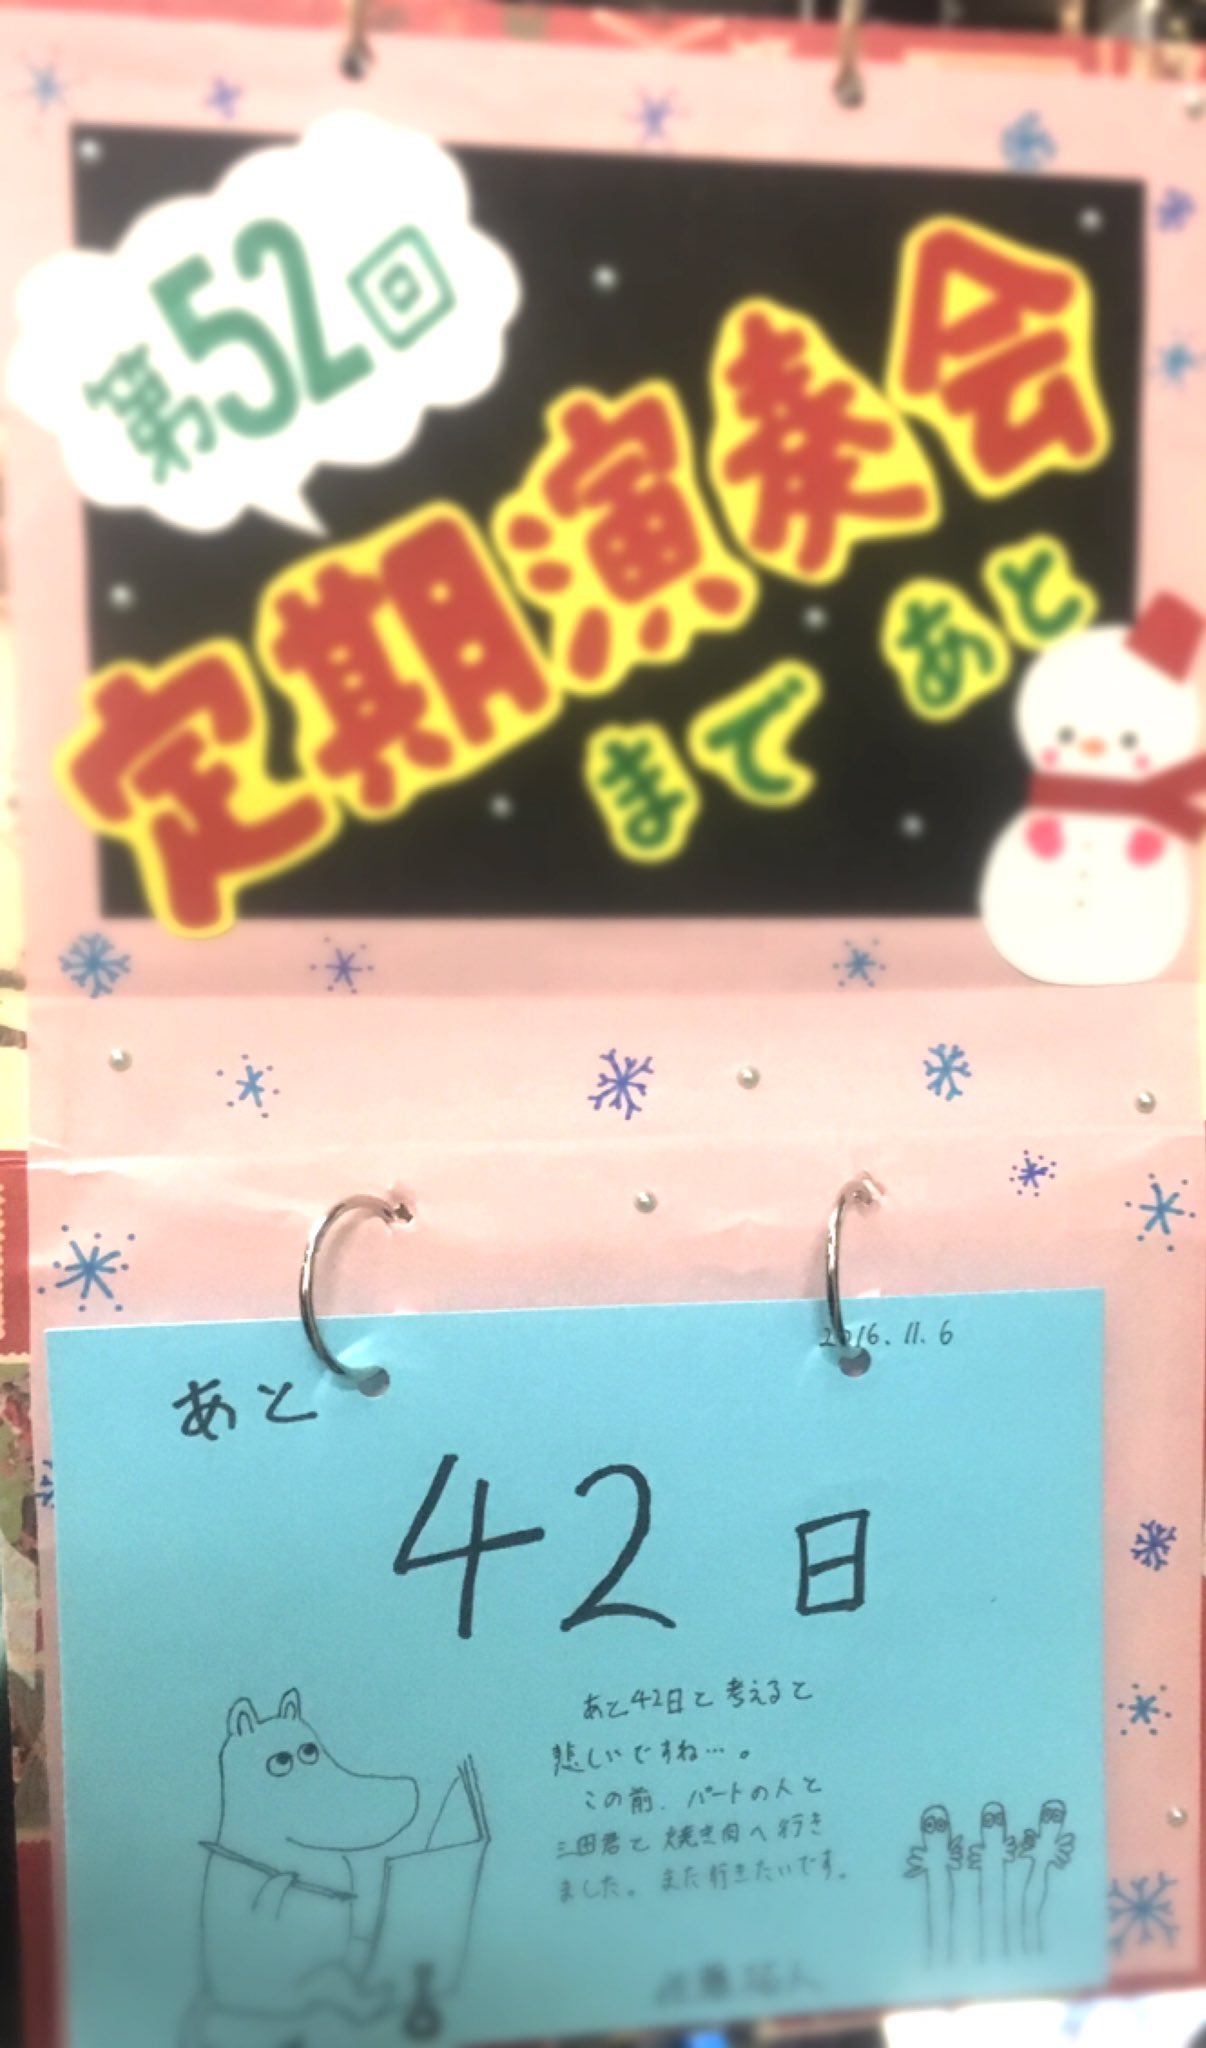 第52回
定期演奏会
まで
あと
2016.11.6
あと
42日
あと42日と考えると
悲しいですね…。
この前、パートの人と
三田君と焼き肉へ行き
ました。また行きたいです。